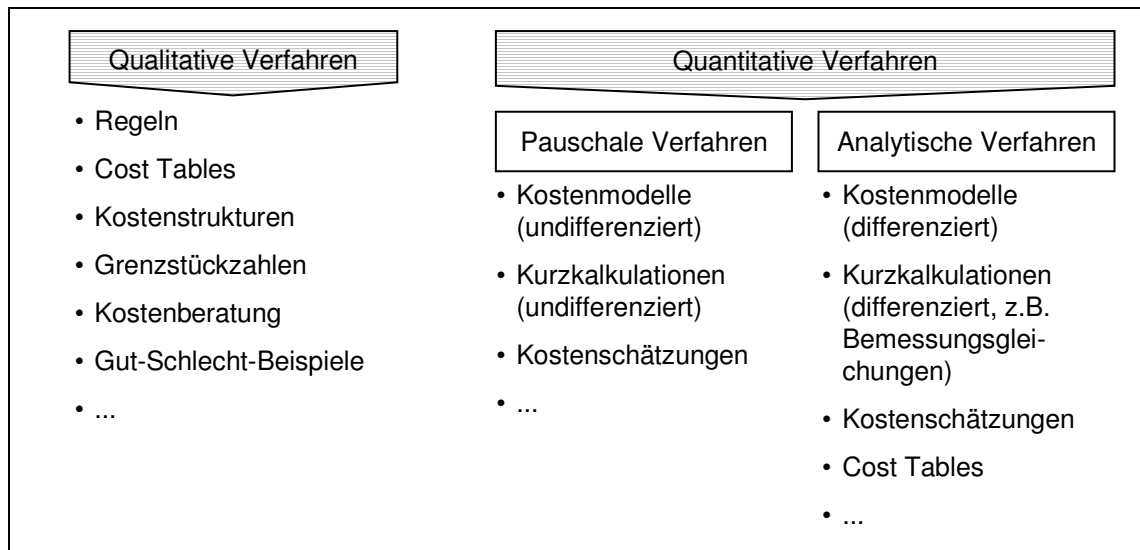 Qualitative Verfahren
• Regeln
• Cost Tables
• Kostenstrukturen
• Grenzstückzahlen
• Kostenberatung
• Gut-Schlecht-Beispiele
• ...
Quantitative Verfahren
Pauschale Verfahren
• Kostenmodelle
(undifferenziert)
• Kurzkalkulationen
(undifferenziert)
• Kostenschätzungen
• ...
Analytische Verfahren
• Kostenmodelle
(differenziert)
• Kurzkalkulationen
(differenziert, z.B.
Bemessungsglei-
chungen)
• Kostenschätzungen
• Cost Tables
• ...